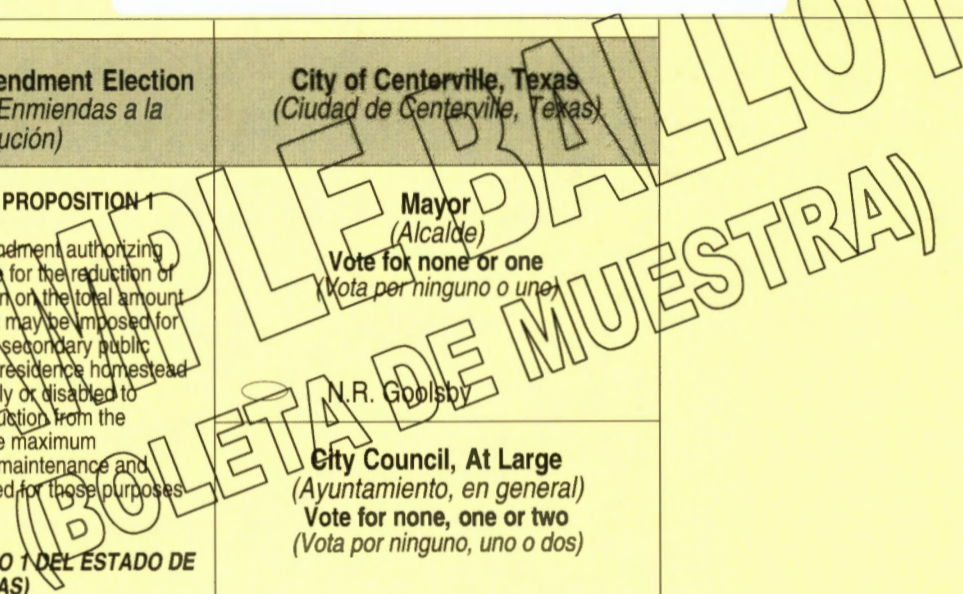 endment Election
Enmiendas a la
ución)
PROPOSITION 1
ndment authorizing
for the reduction of
n on the total amount
may be imposed for
secondary public
residence homestead
ly or disabled to
uction from the
e maximum
maintenance and
ed for those purposes
O 1 DEL ESTADO DE
AS)
City of Centerville, Texas
(Ciudad de Centerville, Texas)
Mayor
(Alcalde)
Vote for none or one
(Vota por ninguno o uno)
N.R. Goolsby
City Council, At Large
(Ayuntamiento, en general)
Vote for none, one or two
(Vota por ninguno, uno o dos)
MPLE BALLOT
(BOLETA DE MUESTRA)